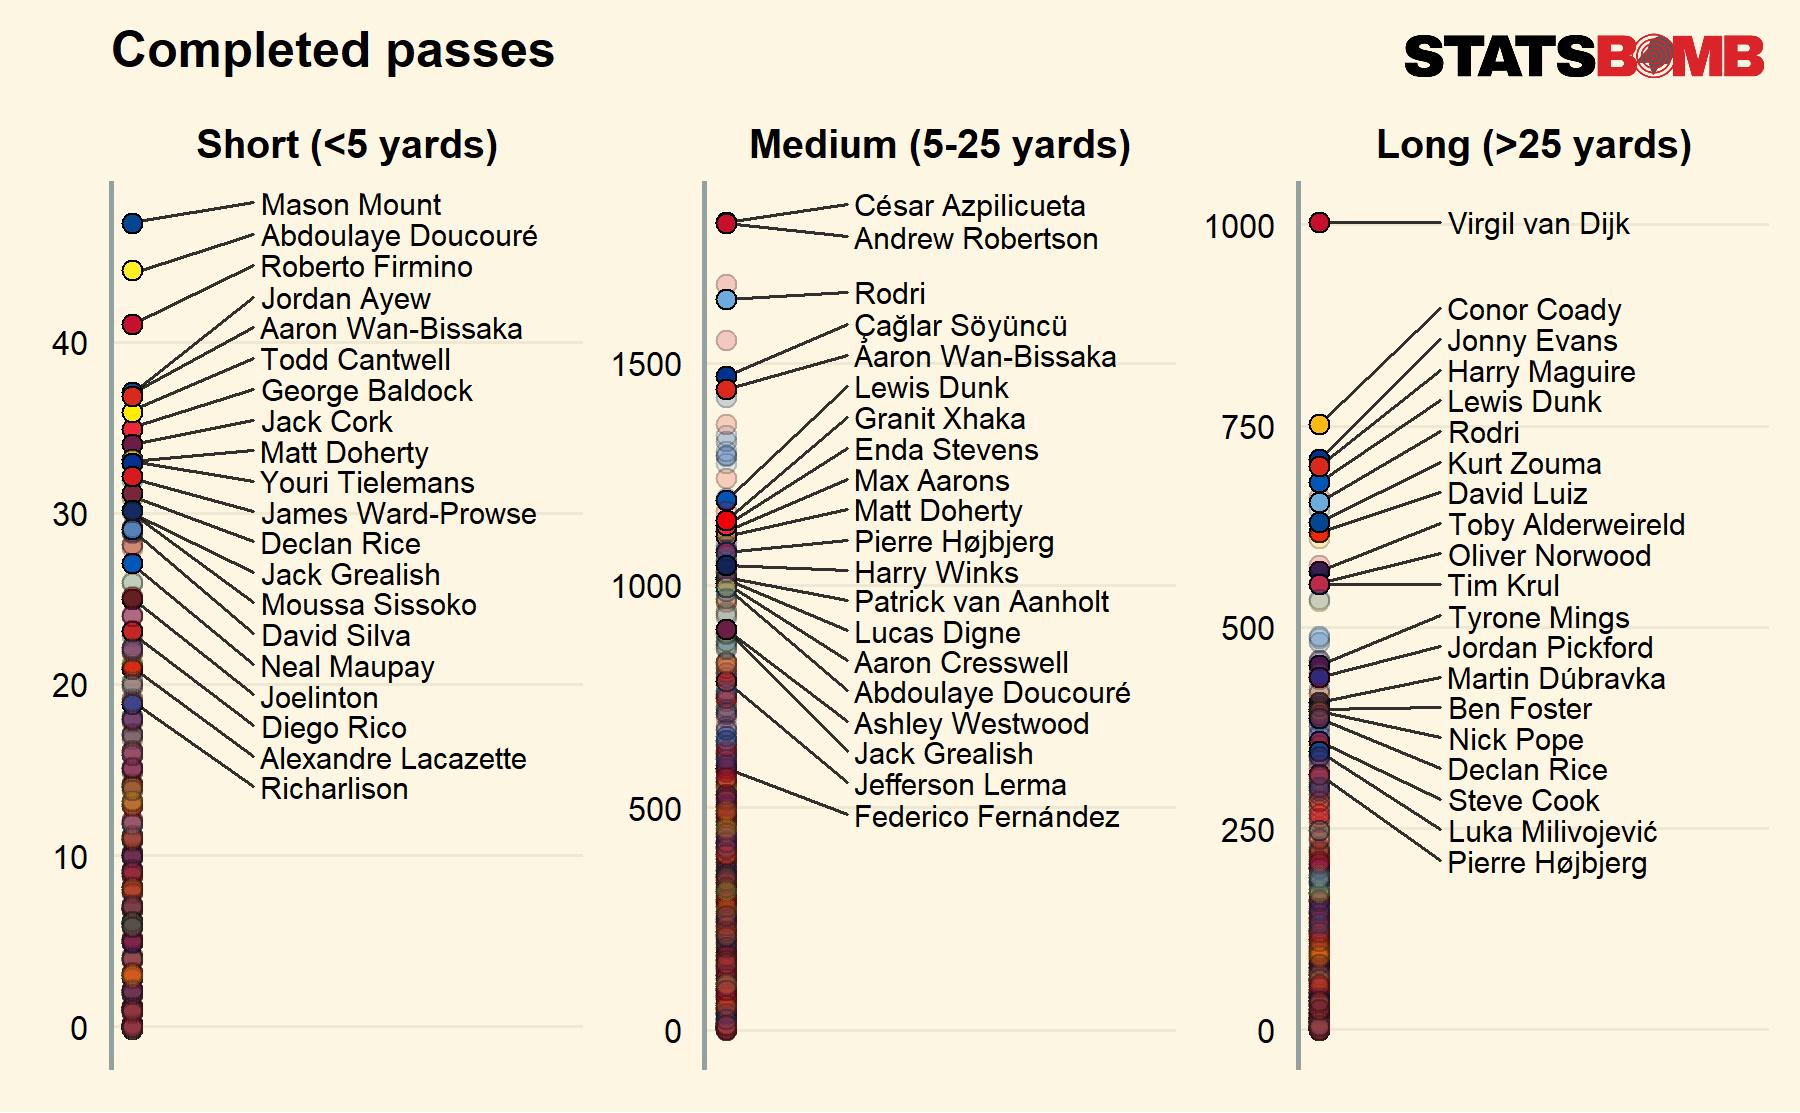 Completed passes
STATSBOMB
Short (<5 yards)
40
30
20
10
0
Mason Mount
Abdoulaye Doucouré
Roberto Firmino
Jordan Ayew
Aaron Wan-Bissaka
Todd Cantwell
George Baldock
Jack Cork
Matt Doherty
Youri Tielemans
James Ward-Prowse
Declan Rice
Jack Grealish
Moussa Sissoko
David Silva
Neal Maupay
Joelinton
Diego Rico
Alexandre Lacazette
Richarlison
Medium (5-25 yards)
1500
1000
500
0
César Azpilicueta
Andrew Robertson
Rodri
Çağlar Söyüncü
Aaron Wan-Bissaka
Lewis Dunk
Granit Xhaka
Enda Stevens
Max Aarons
Matt Doherty
Pierre Højbjerg
Harry Winks
Patrick van Aanholt
Lucas Digne
Aaron Cresswell
Abdoulaye Doucouré
Ashley Westwood
Jack Grealish
Jefferson Lerma
Federico Fernández
Long (>25 yards)
1000
750
500
250
0
Virgil van Dijk
Conor Coady
Jonny Evans
Harry Maguire
Lewis Dunk
Rodri
Kurt Zouma
David Luiz
Toby Alderweireld
Oliver Norwood
Tim Krul
Tyrone Mings
Jordan Pickford
Martin Dúbravka
Ben Foster
Nick Pope
Declan Rice
Steve Cook
Luka Milivojević
Pierre Højbjerg